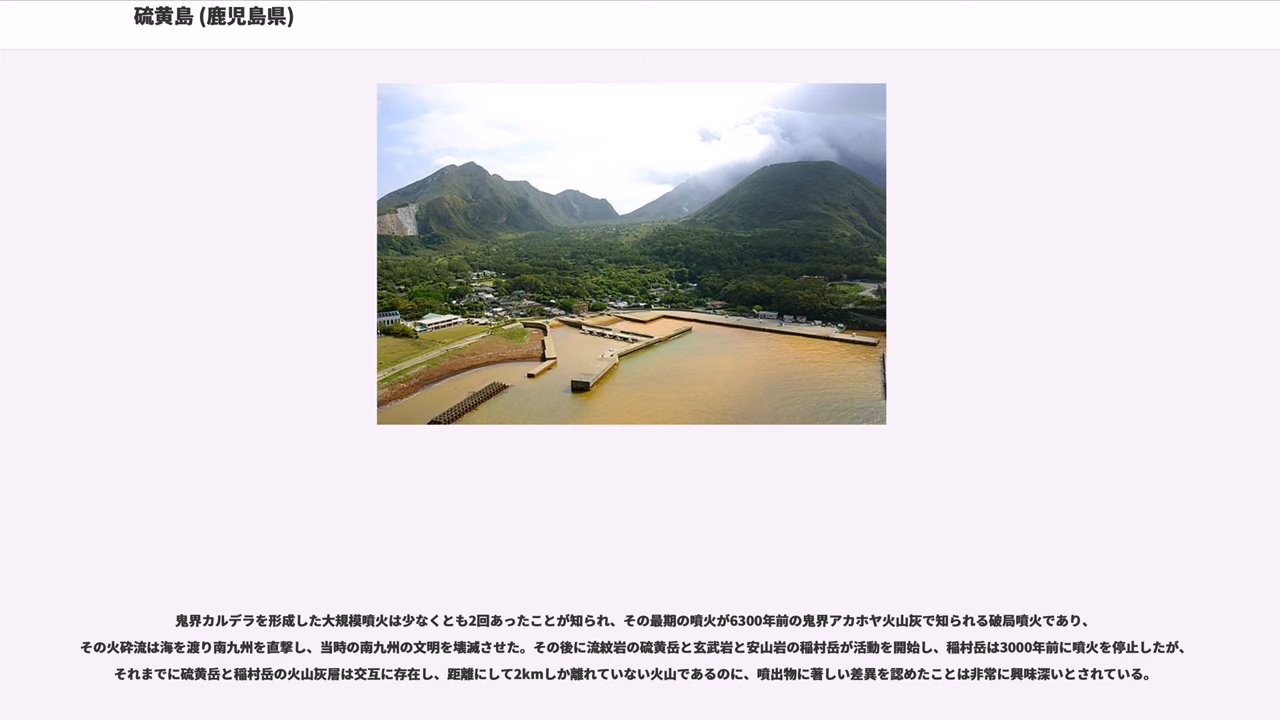 硫黄島 (鹿児島県)
鬼界カルデラを形成した大規模噴火は少なくとも2回あったことが知られ、その最期の噴火が6300年前の鬼界アカホヤ火山灰で知られる破局噴火であり、
その火砕流は海を渡り南九州を直撃し、当時の南九州の文明を壊滅させた。その後に流紋岩の硫黄岳と玄武岩と安山岩の稲村岳が活動を開始し、稲村岳は3000年前に噴火を停止したが、
それまでに硫黄岳と稲村岳の火山灰層は交互に存在し、距離にして2kmしか離れていない火山であるのに、噴出物に著しい差異を認めたことは非常に興味深いとされている。